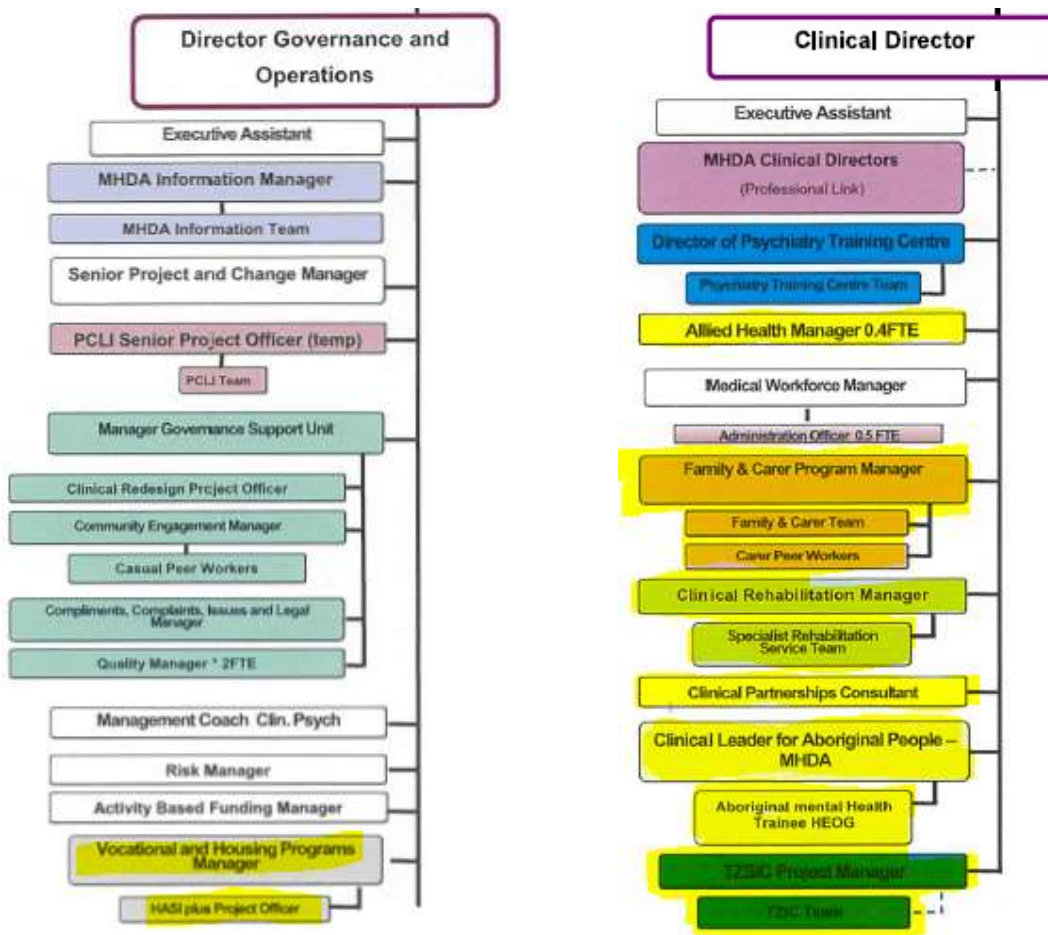 Director Governance and
Operations
Executive Assistant
MHDA Information Manager
MHDA Information Team
Senior Project and Change Manager
PCLI Senior Project Officer (temp)
PCLI Team
Manager Governance Support Unit
Clinical Redesign Project Officer
Community Engagement Manager
Casual Peer Workers
Compliments, Complaints, Issues and Legal
Manager
Quality Manager * 2FTE
Management Coach Clin. Psych
Risk Manager
Activity Based Funding Manager
Vocational and Housing Programs
Manager
HASI plus Project Officer
Clinical Director
Executive Assistant
MHDA Clinical Directors
(Professional Link)
Director of Psychiatry Training Centre
Psychiatry Training Centre Team
Allied Health Manager 0.4FTE
Medical Workforce Manager
Administration Officer 0.5 FTE
Family & Carer Program Manager
Family & Carer Team
Carer Peer Workers
Clinical Rehabilitation Manager
Specialist Rehabilitation
Service Team
Clinical Partnerships Consultant
Clinical Leader for Aboriginal People –
MHDA
Aboriginal mental Health
Trainee HEOG
TZSIC Project Manager
TZIC Team